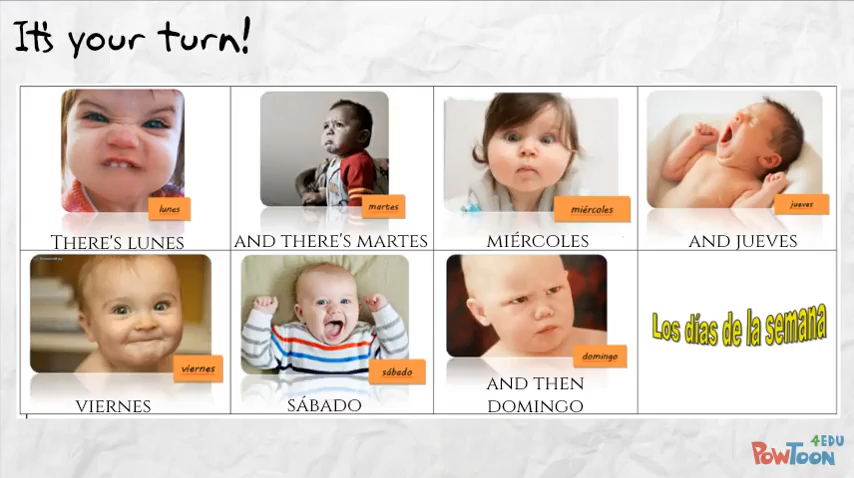 It's your turn!
lunes
martes
miércoles
jueves
THERE'S LUNES
AND THERE'S MARTES
MIÉRCOLES
AND JUEVES
viernes
sábado
domingo
Los días de la semana
VIERNES
SÁBADO
AND THEN
DOMINGO
4EDU
POWTOON